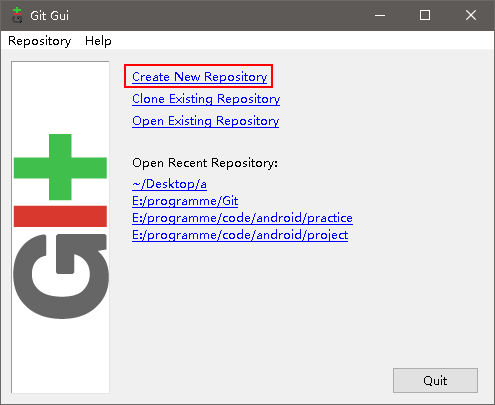 Git Gui
Repository Help
Create New Repository
Clone Existing Repository
Open Existing Repository
Open Recent Repository:
~/Desktop/a
E:/programme/Git
E:/programme/code/android/practice
E:/programme/code/android/project
GIt
Quit